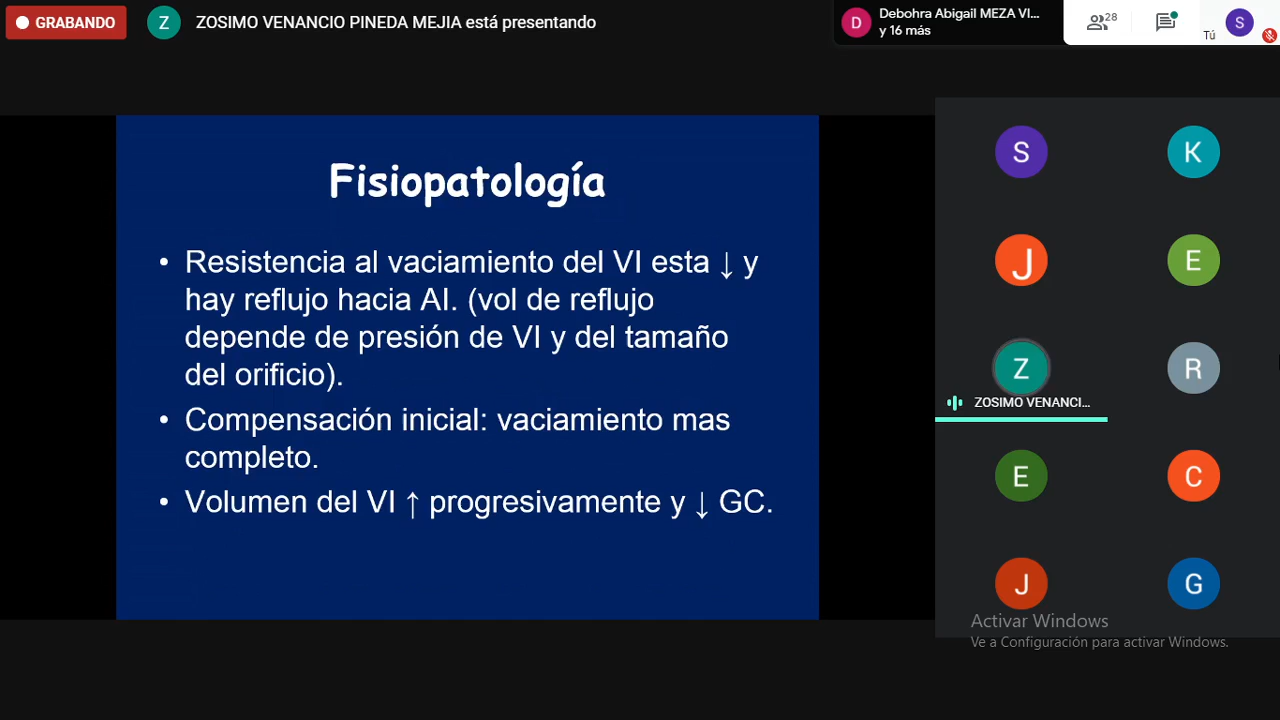 GRABANDO
Z
ZOSIMO VENANCIO PINEDA MEJIA está presentando
D
Debohra Abigail MEZA VI...
y 16 más
28
Tú
S
Fisiopatología
• Resistencia al vaciamiento del VI esta ↓ y
hay reflujo hacia AI. (vol de reflujo
depende de presión de VI y del tamaño
del orificio).
• Compensación inicial: vaciamiento mas
completo.
• Volumen del VI ↑ progresivamente y ↓ GC.
S
K
J
E
Z
R
ZOSIMO VENANCI...
E
C
J
G
Activar Windows
Ve a Configuración para activar Windows.